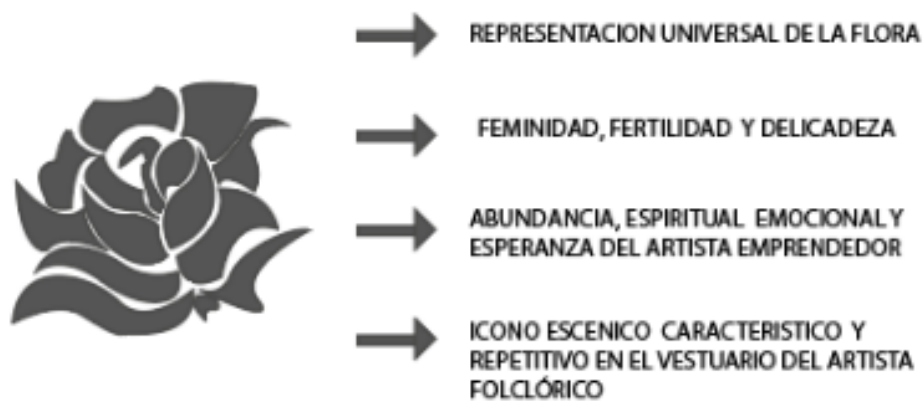 REPRESENTACION UNIVERSAL DE LA FLORA
FEMINIDAD, FERTILIDAD Y DELICADEZA
ABUNDANCIA, ESPIRITUAL EMOCIONAL Y
ESPERANZA DEL ARTISTA EMPRENDEDOR
ICONO ESCENICO CARACTERISTICO Y
REPETITIVO EN EL VESTUARIO DEL ARTISTA
FOLCLÓRICO